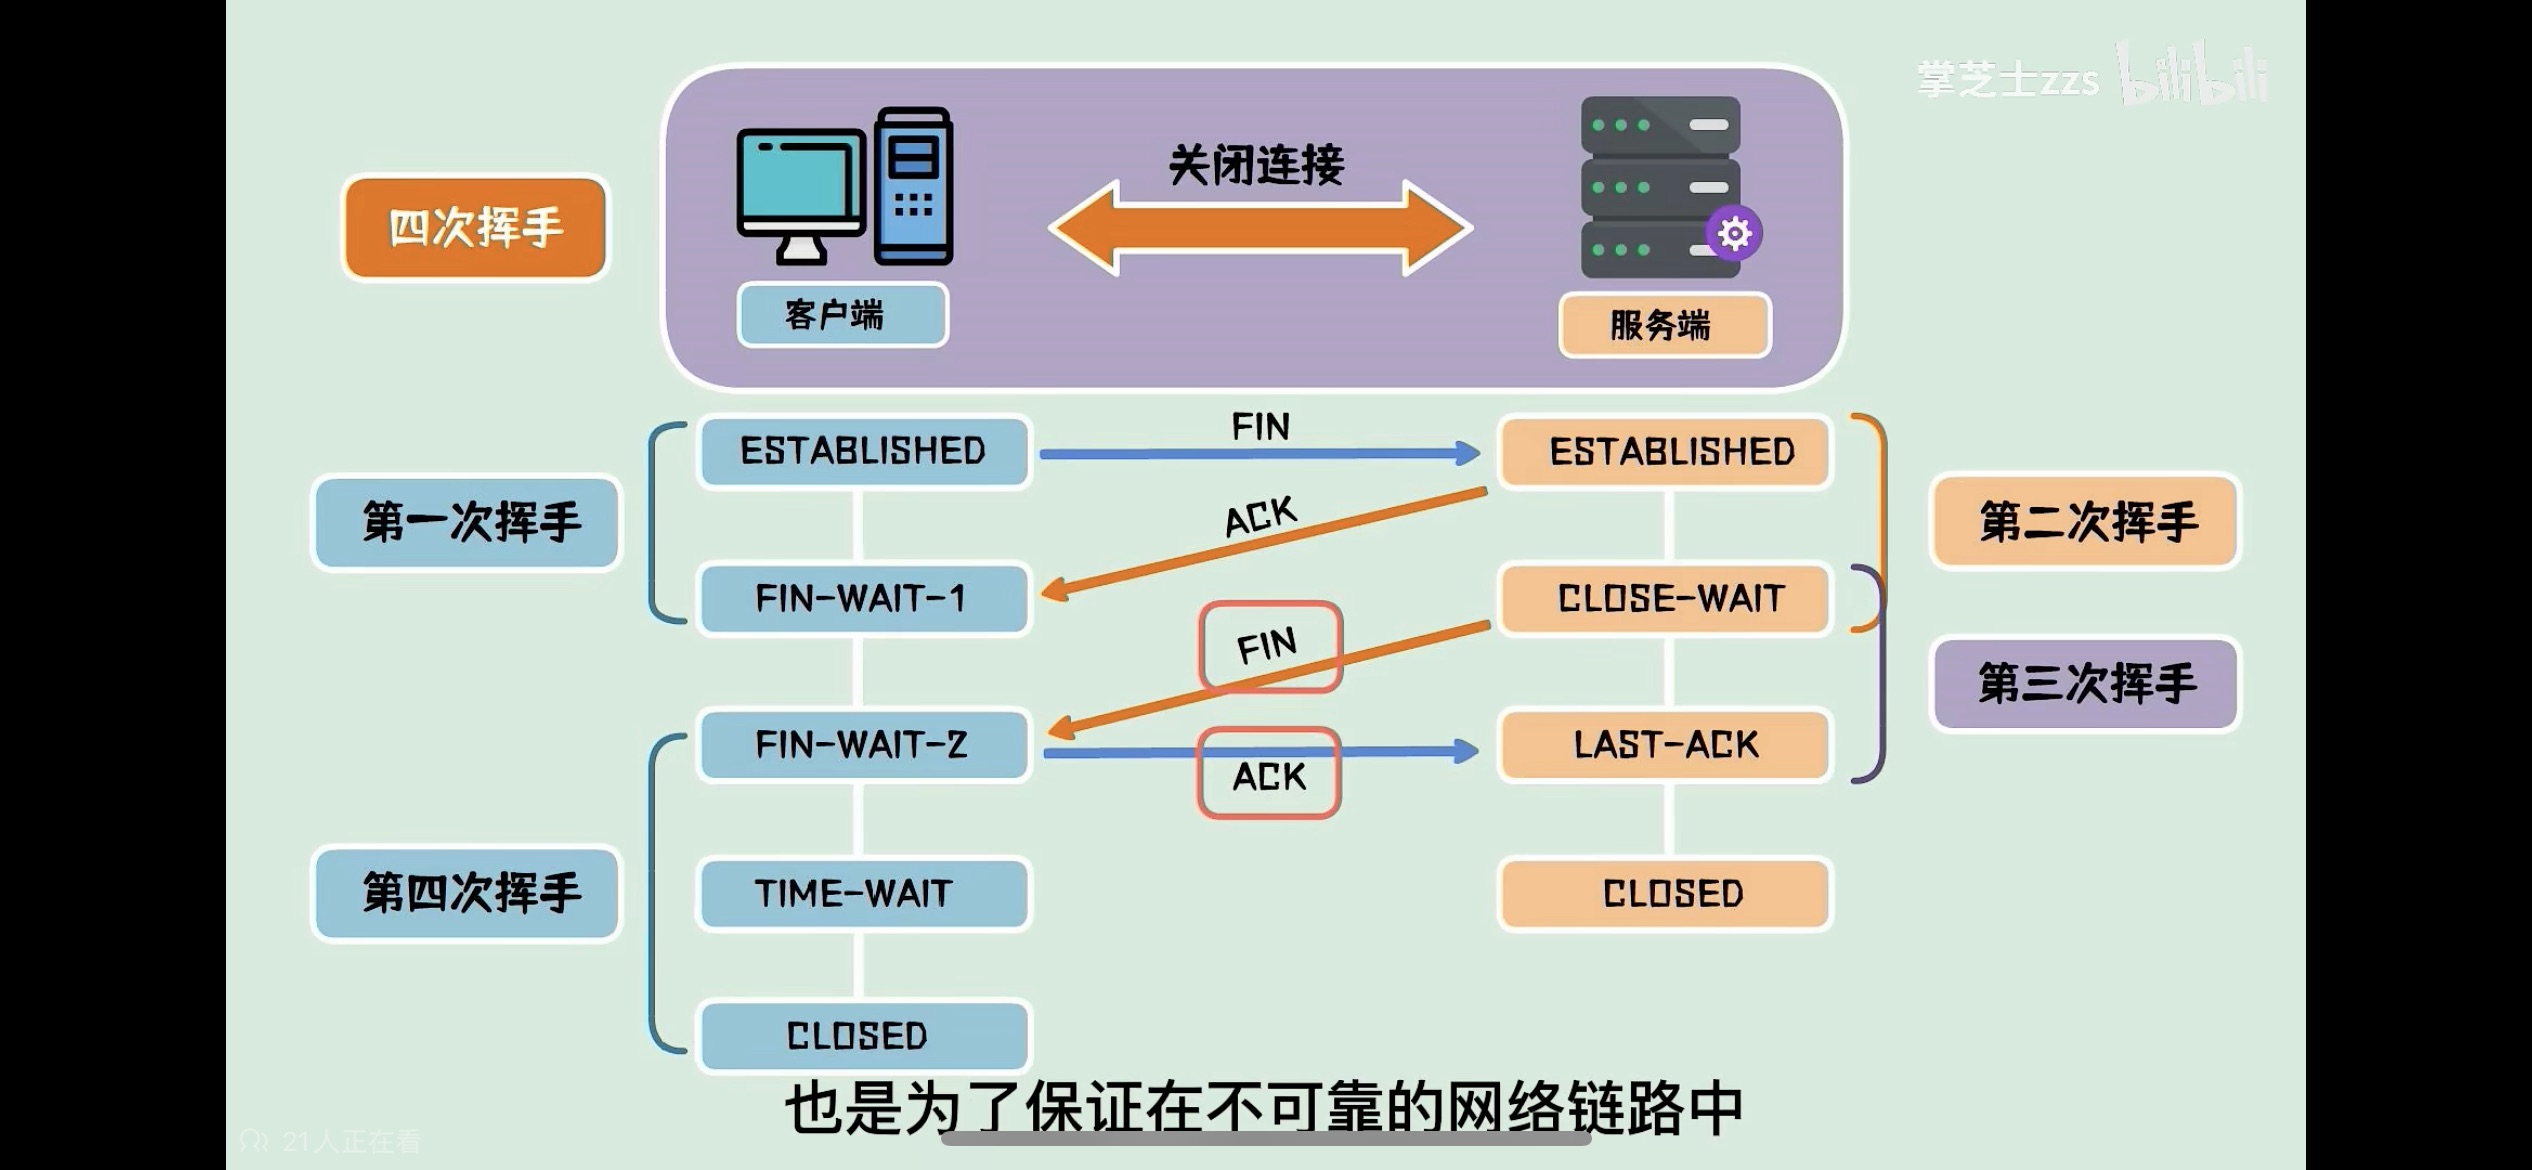 掌芝士zzs bilibili
关闭连接
四次挥手
客户端
服务端
ESTABLISHED
FIN
ESTABLISHED
第一次挥手
ACK
第二次挥手
FIN-WAIT-1
CLOSE-WAIT
FIN
第三次挥手
FIN-WAIT-2
LAST-ACK
ACK
第四次挥手
TIME-WAIT
CLOSED
CLOSED
也是为了保证在不可靠的网络链路中
21人正在看